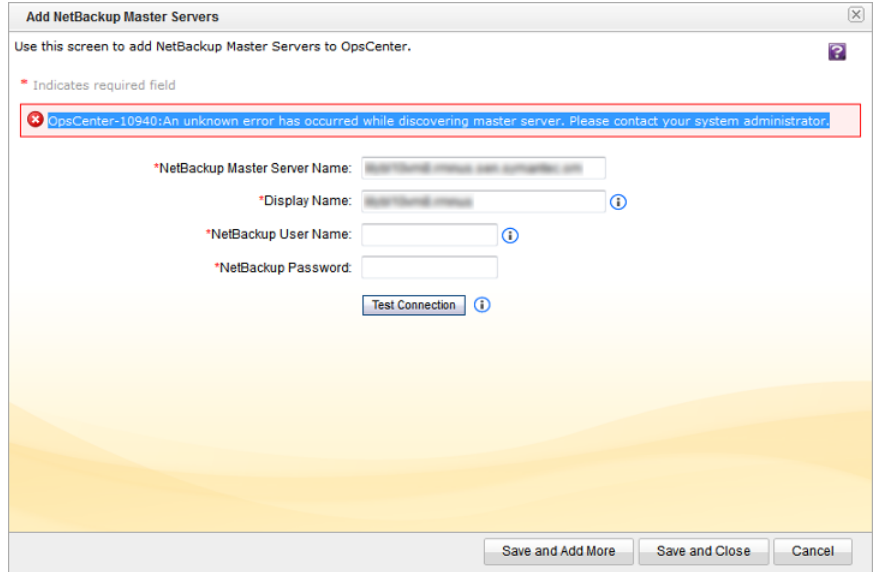 Add NetBackup Master Servers
Use this screen to add NetBackup Master Servers to OpsCenter.
?
* Indicates required field
OpsCenter-10940:An unknown error has occurred while discovering master server. Please contact your system administrator.
*NetBackup Master Server Name:
*Display Name:
*NetBackup User Name:
*NetBackup Password:
Test Connection
Save and Add More Save and Close Cancel